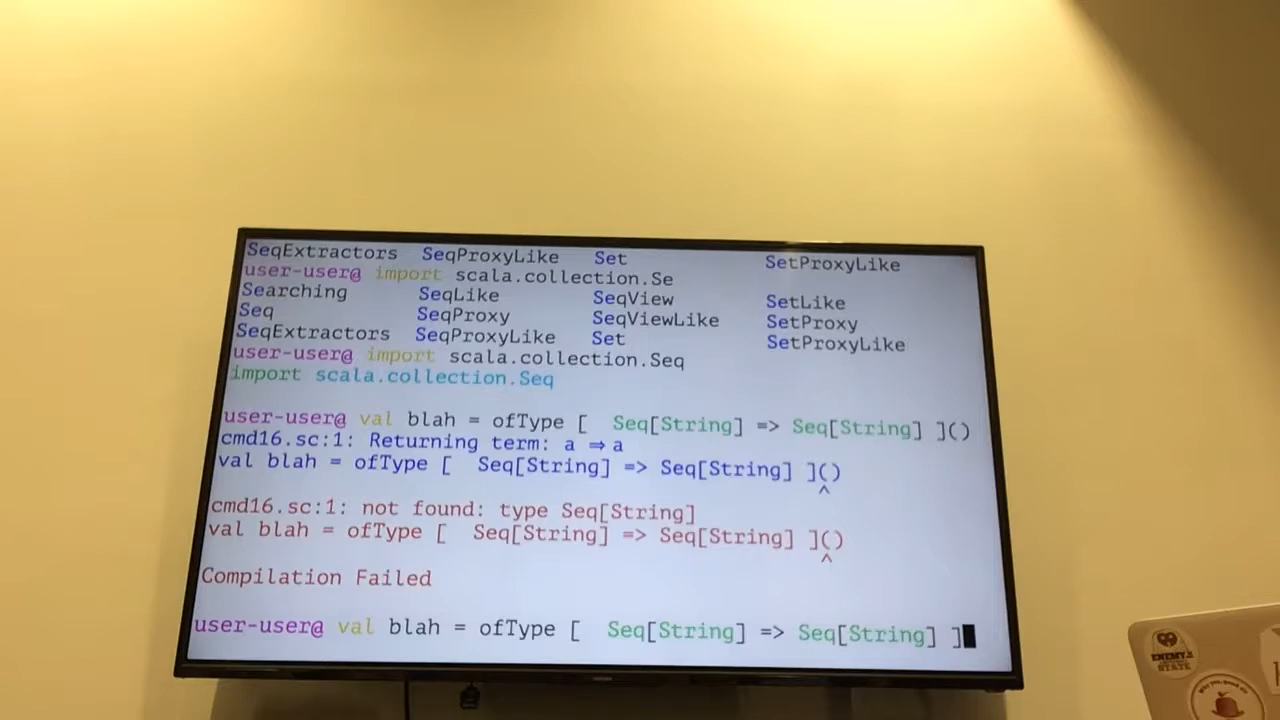 SeqExtractors SeqProxyLike Set SetProxyLike
user-user@ import scala.collection.Se
Searching SeqLike SeqView SetLike
Seq SeqProxy SeqViewLike SetProxy
SeqExtractors SeqProxyLike Set SetProxyLike
user-user@ import scala.collection.Seq
import scala.collection.Seq
user-user@ val blah = ofType [ Seq[String] => Seq[String] ]()
cmd16.sc:1: Returning term: a ⇒ a
val blah = ofType [ Seq[String] => Seq[String] ]()
^
cmd16.sc:1: not found: type Seq[String]
val blah = ofType [ Seq[String] => Seq[String] ]()
^
Compilation Failed
user-user@ val blah = ofType [ Seq[String] => Seq[String] ]
ENEMY
STATE